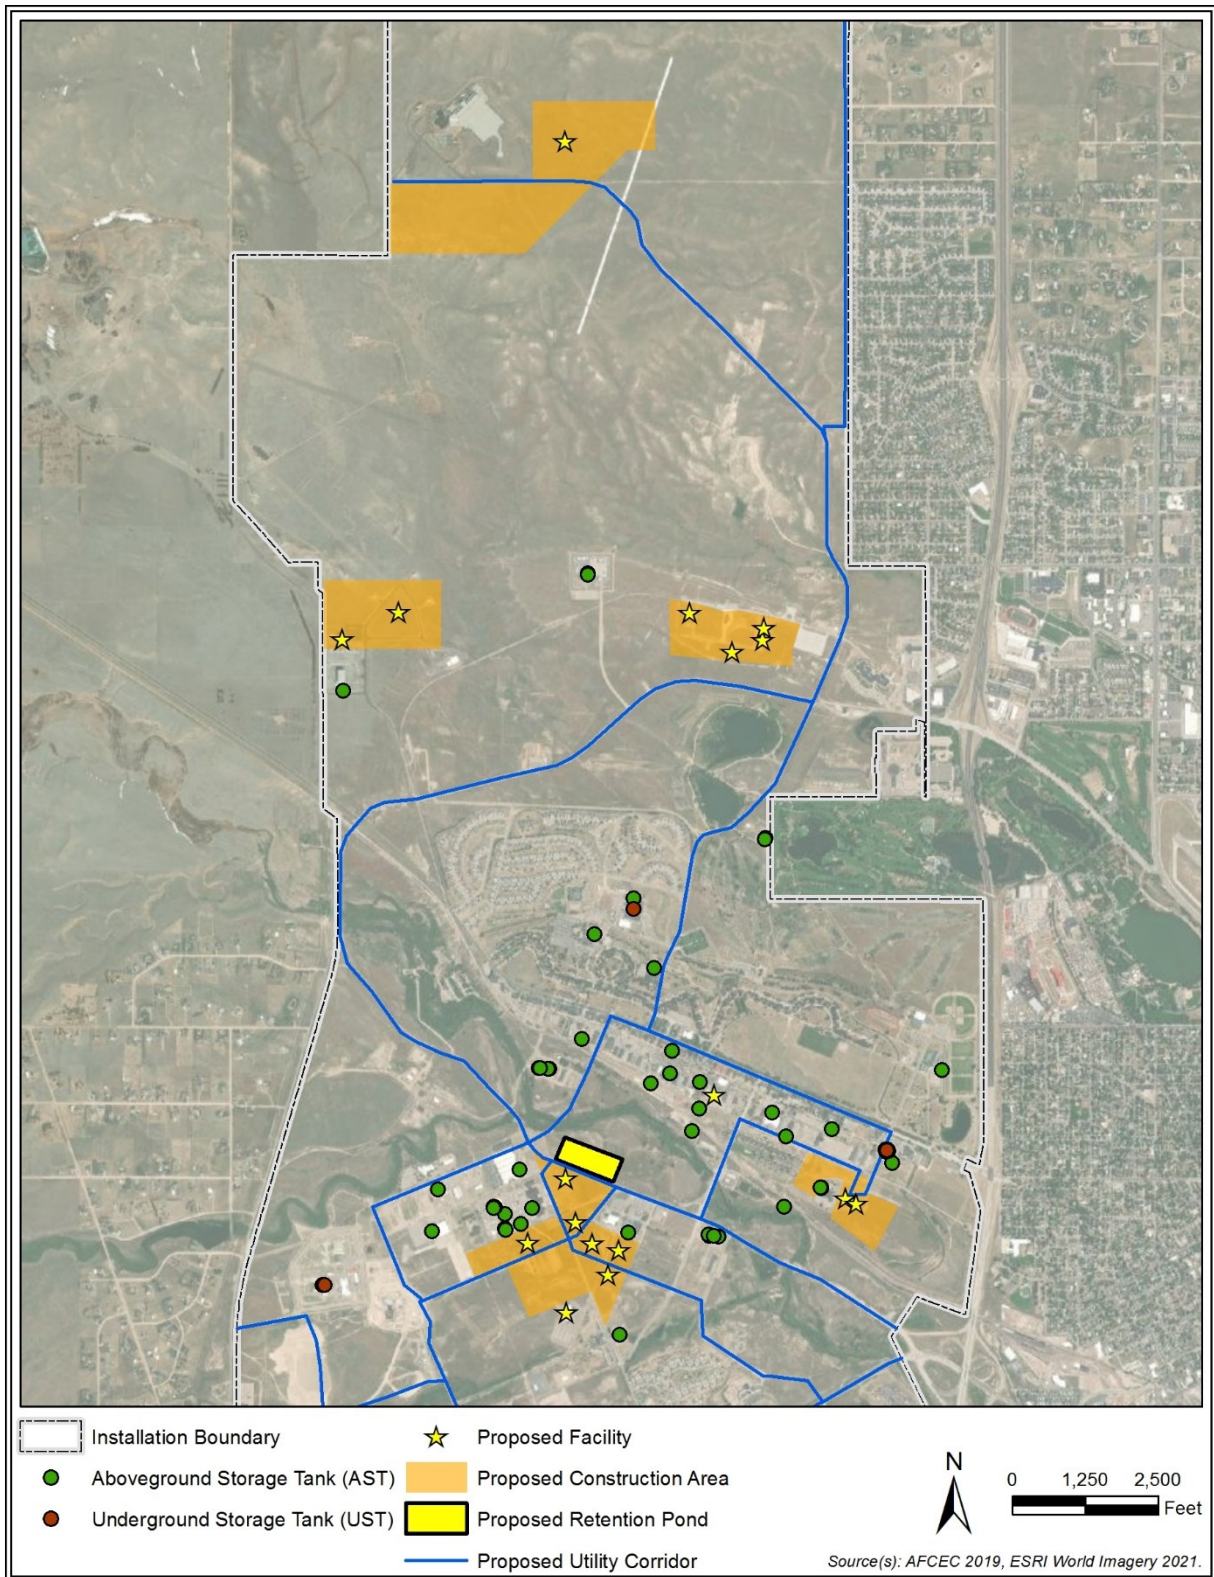 Installation Boundary
Aboveground Storage Tank (AST)
Underground Storage Tank (UST)
Proposed Facility
Proposed Construction Area
Proposed Retention Pond
Proposed Utility Corridor
N
0 1,250 2,500
Feet
Source(s): AFCEC 2019, ESRI World Imagery 2021.